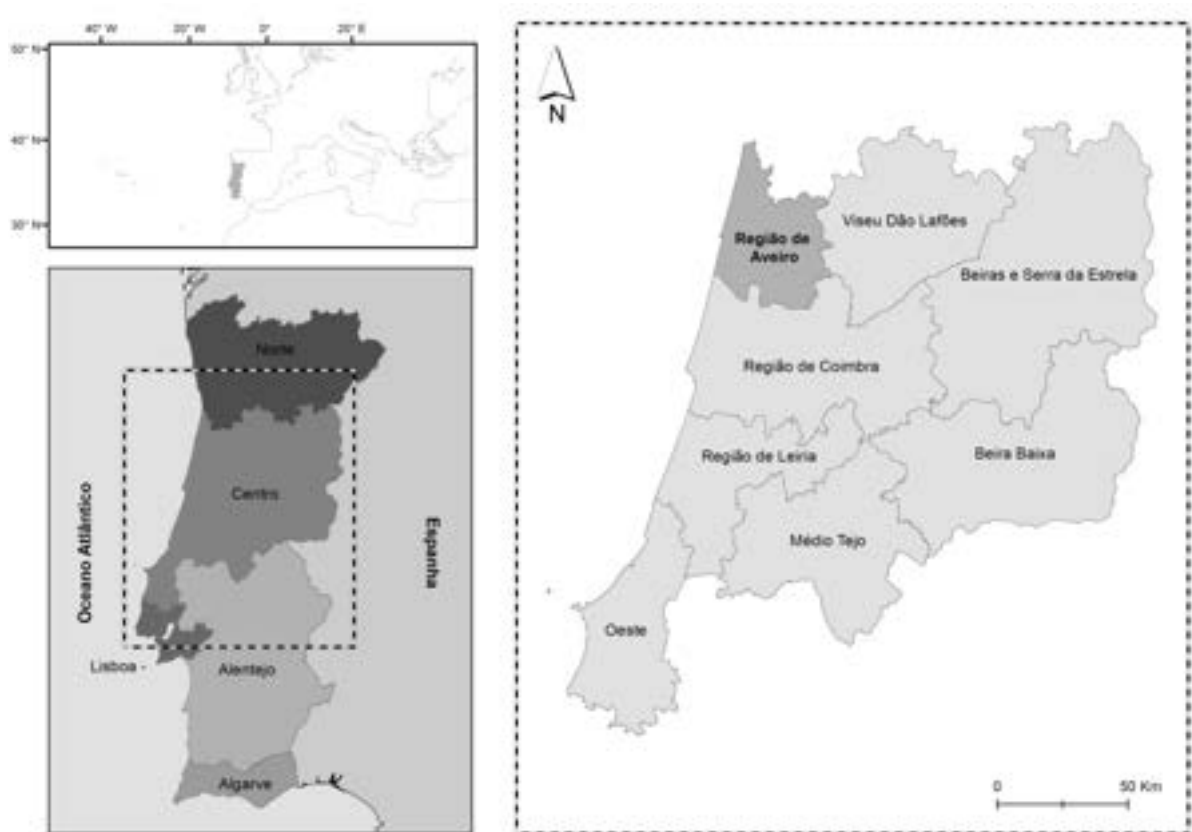 40° W 20° W 0° 20° E
50° N
40° N
30° N
Norte
Centro
Oceano Atlântico
Espanha
Lisboa -
Alentejo
Algarve
N
Região de
Aveiro
Viseu Dão Lafões
Beiras e Serra da Estrela
Região de Coimbra
Região de Leiria
Beira Baixa
Médio Tejo
Oeste
0 50 Km